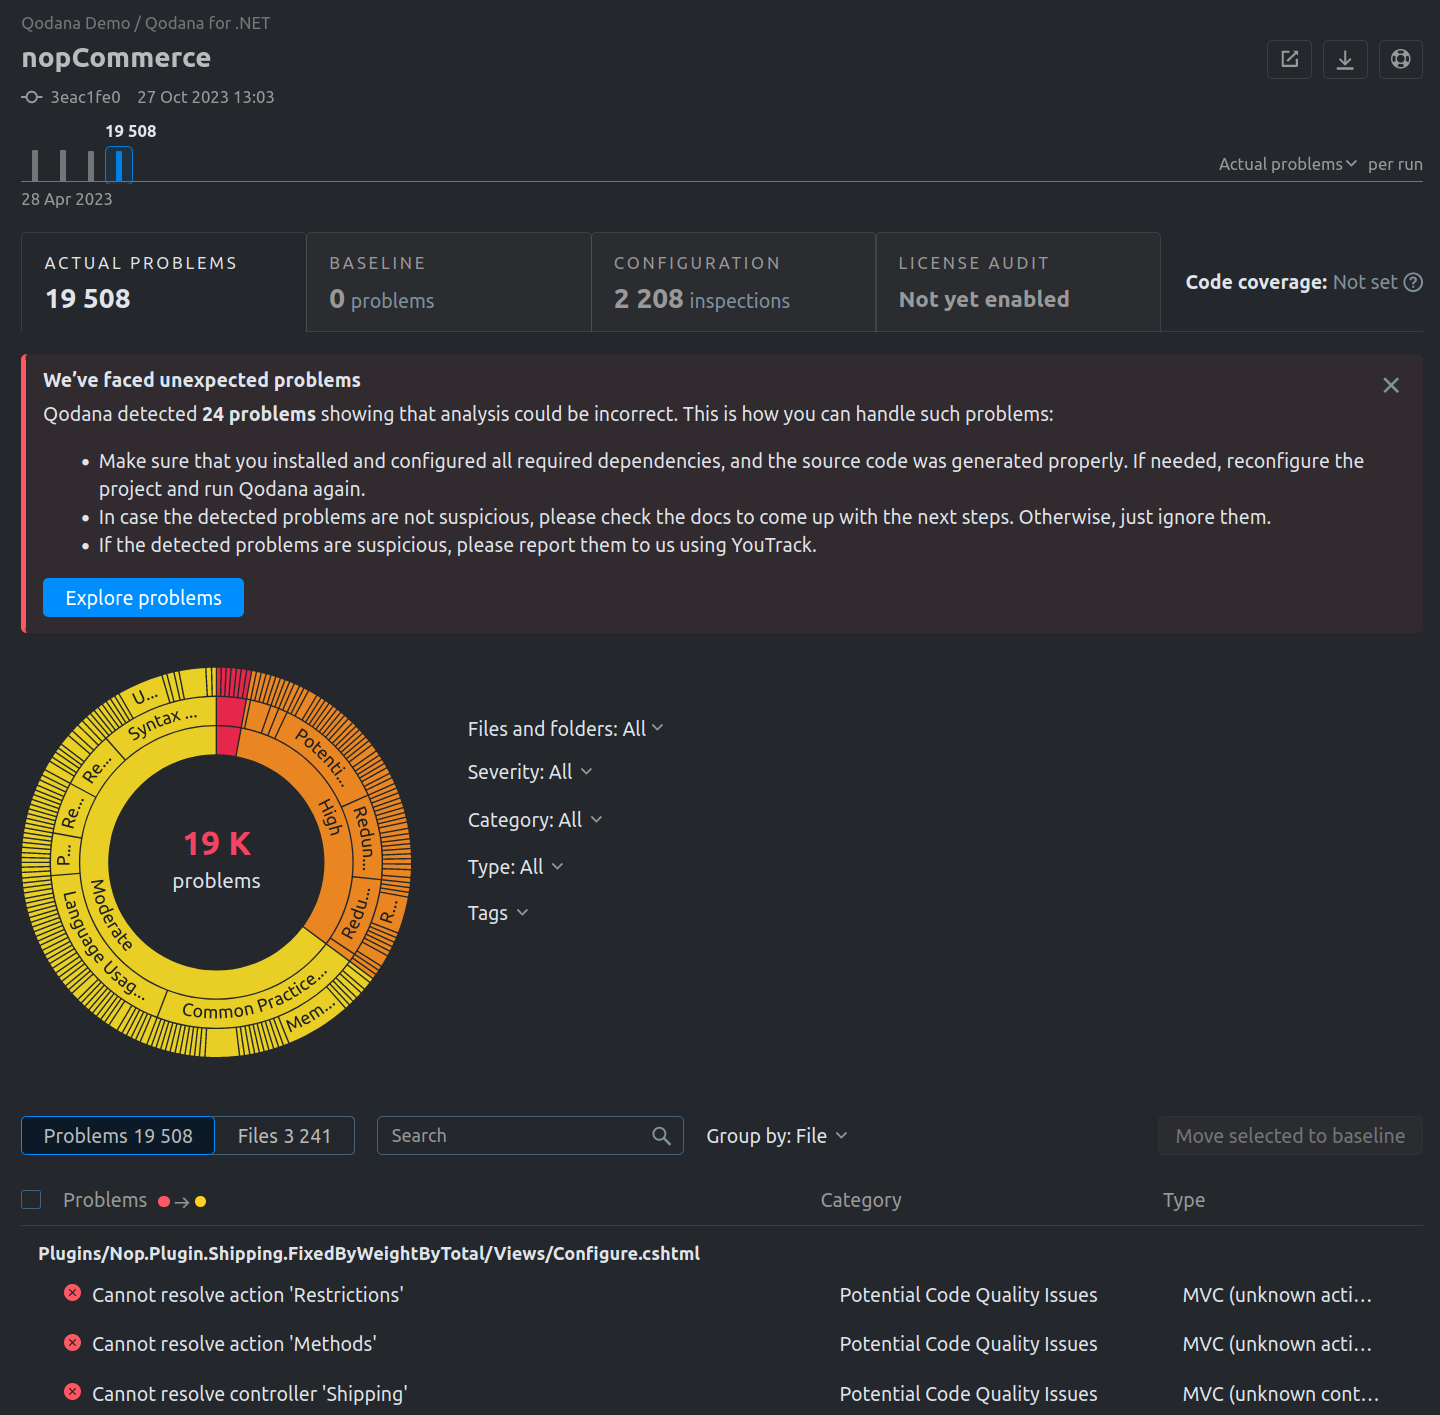 Qodana Demo / Qodana for .NET
nopCommerce
3eac1fe0 27 Oct 2023 13:03
19 508
Actual problems per run
28 Apr 2023
ACTUAL PROBLEMS
19 508
BASELINE
0 problems
CONFIGURATION
2 208 inspections
LICENSE AUDIT
Not yet enabled
Code coverage: Not set
We’ve faced unexpected problems
Qodana detected 24 problems showing that analysis could be incorrect. This is how you can handle such problems:
• Make sure that you installed and configured all required dependencies, and the source code was generated properly. If needed, reconfigure the
project and run Qodana again.
• In case the detected problems are not suspicious, please check the docs to come up with the next steps. Otherwise, just ignore them.
• If the detected problems are suspicious, please report them to us using YouTrack.
Explore problems
U...
Syntax ...
Re...
Re...
P...
Moderate
Language Usag...
Common Practice...
Mem...
Potenti...
High
Redun...
Redu...
R...
19 K
problems
Files and folders: All
Severity: All
Category: All
Type: All
Tags
Problems 19 508
Files 3 241
Search
Group by: File
Move selected to baseline
Problems
Category
Type
Plugins/Nop.Plugin.Shipping.FixedByWeightByTotal/Views/Configure.cshtml
Cannot resolve action 'Restrictions' Potential Code Quality Issues MVC (unknown acti...
Cannot resolve action 'Methods' Potential Code Quality Issues MVC (unknown acti...
Cannot resolve controller 'Shipping' Potential Code Quality Issues MVC (unknown cont...